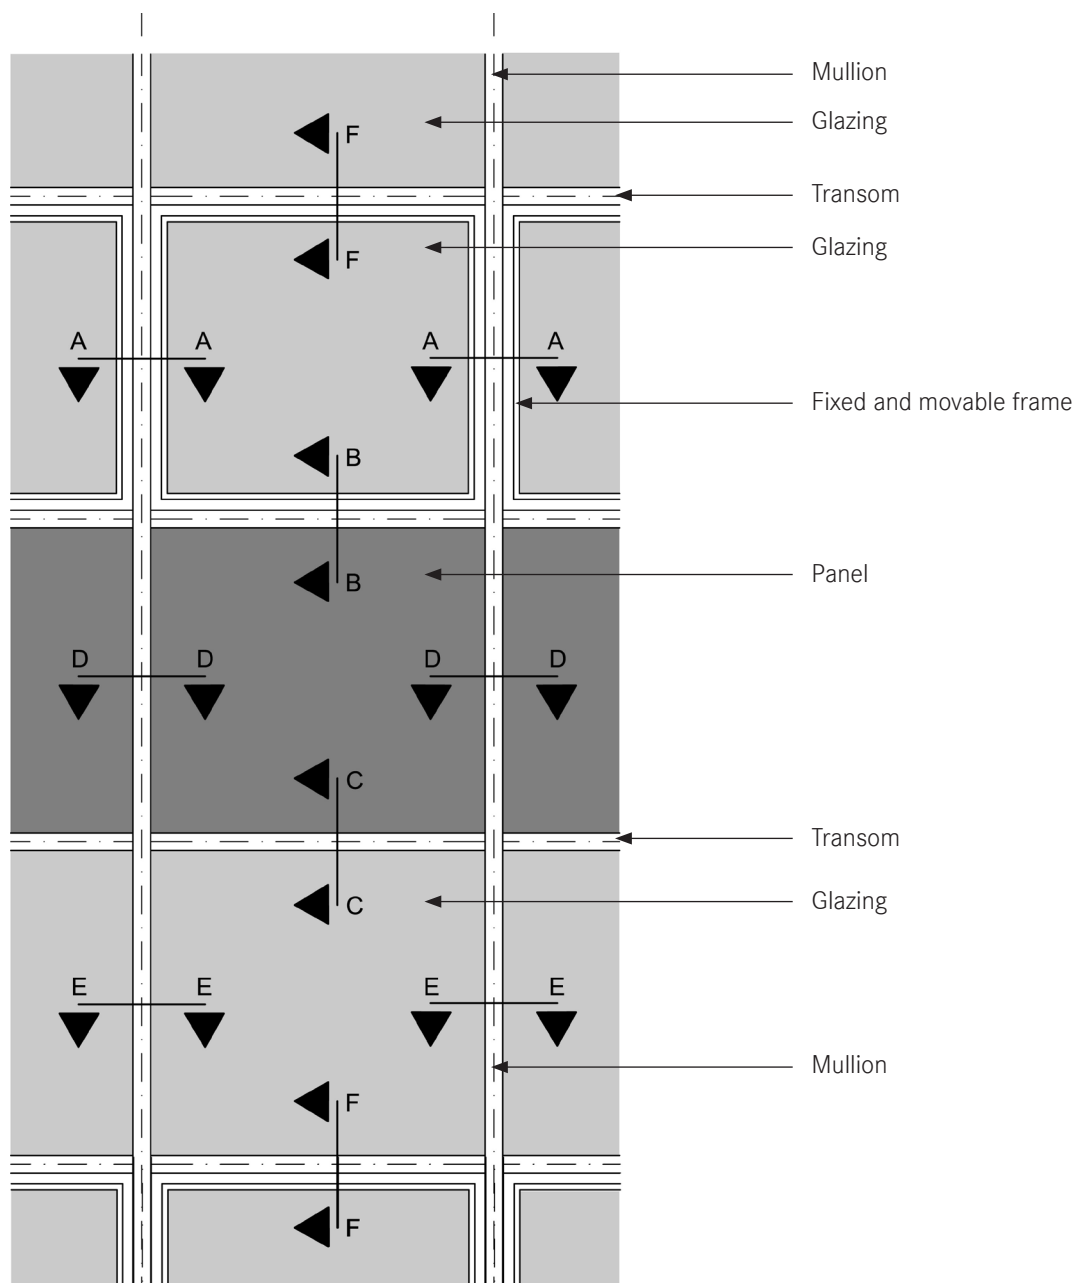 Mullion
Glazing
F
Transom
Glazing
F
A A A A
Fixed and movable frame
B
Panel
B
D D D D
C
Transom
Glazing
C
E E E E
Mullion
F
F